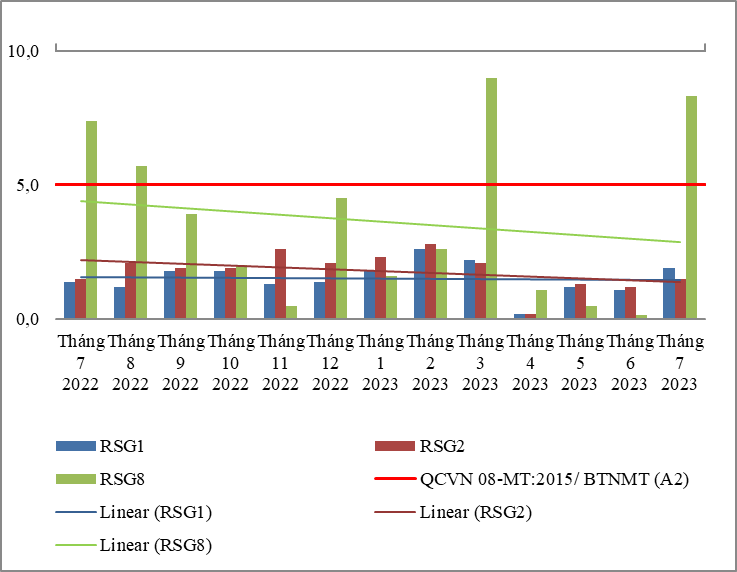 10,0
5,0
0,0
Tháng Tháng Tháng Tháng Tháng Tháng Tháng Tháng Tháng Tháng Tháng Tháng Tháng
7 8 9 10 11 12 1 2 3 4 5 6 7
2022 2022 2022 2022 2022 2022 2023 2023 2023 2023 2023 2023 2023
RSG1 RSG2
RSG8 QCVN 08-MT:2015/ BTNMT (A2)
Linear (RSG1) Linear (RSG2)
Linear (RSG8)